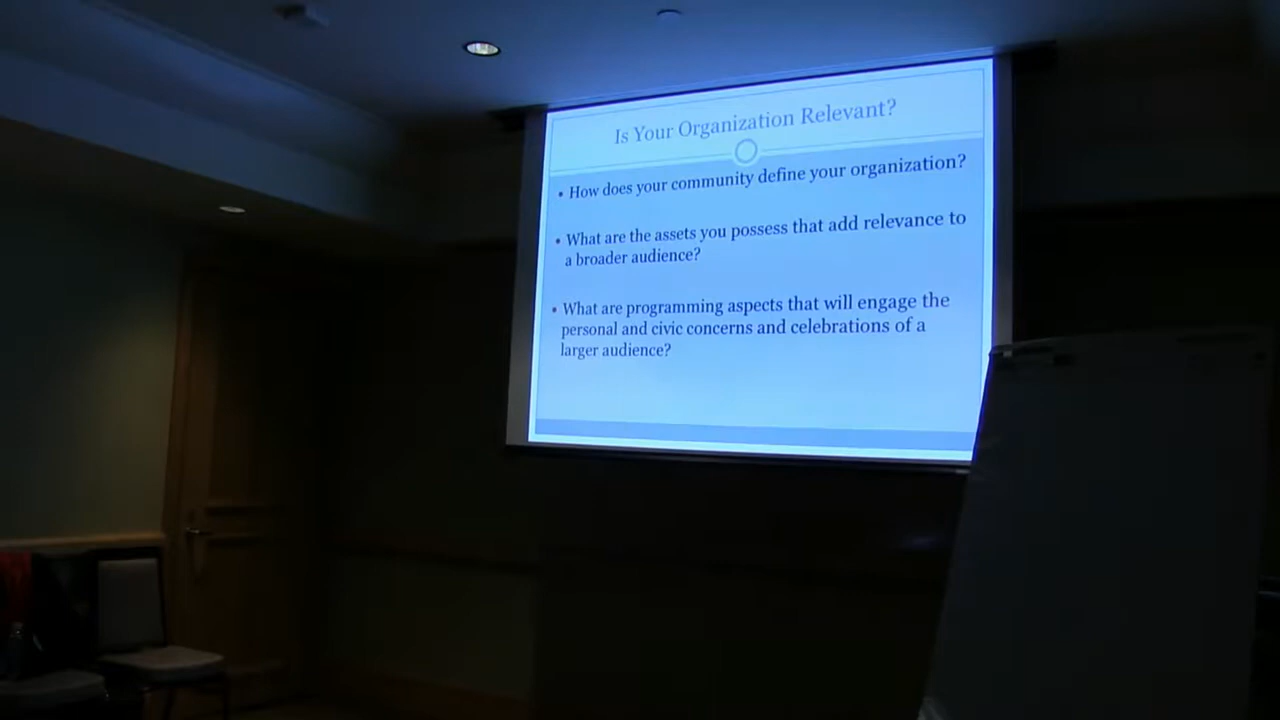 Is Your Organization Relevant?
• How does your community define your organization?
• What are the assets you possess that add relevance to
a broader audience?
• What are programming aspects that will engage the
personal and civic concerns and celebrations of a
larger audience?